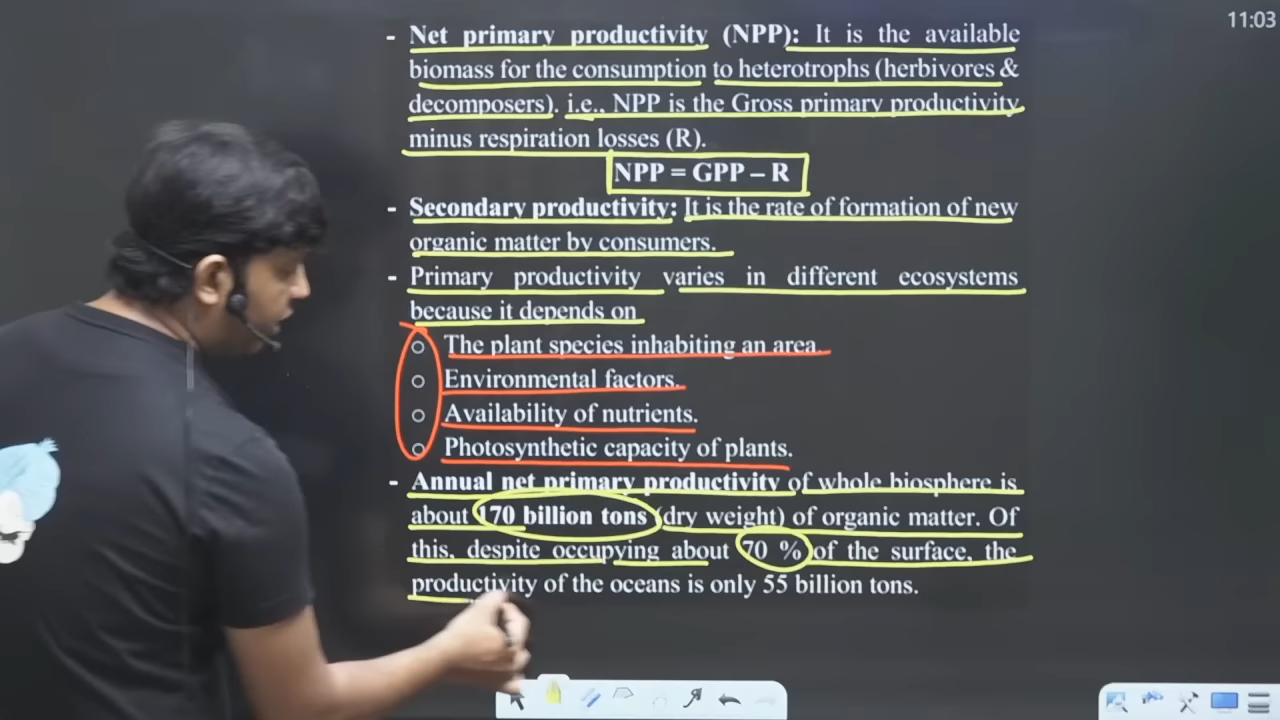 11:03
- Net primary productivity (NPP): It is the available
biomass for the consumption to heterotrophs (herbivores &
decomposers). i.e., NPP is the Gross primary productivity
minus respiration losses (R).
NPP = GPP – R
- Secondary productivity: It is the rate of formation of new
organic matter by consumers.
- Primary productivity varies in different ecosystems
because it depends on
○ The plant species inhabiting an area.
○ Environmental factors.
○ Availability of nutrients.
○ Photosynthetic capacity of plants.
- Annual net primary productivity of whole biosphere is
about 170 billion tons (dry weight) of organic matter. Of
this, despite occupying about 70 % of the surface, the
productivity of the oceans is only 55 billion tons.